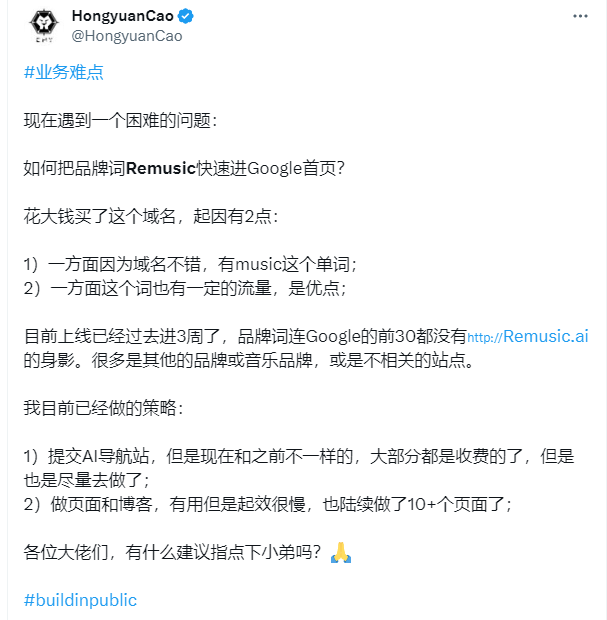 HongyuanCao
@HongyuanCao
#业务难点
现在遇到一个困难的问题：
如何把品牌词Remusic快速进Google首页？
花大钱买了这个域名，起因有2点：
1）一方面因为域名不错，有music这个单词；
2）一方面这个词也有一定的流量，是优点；
目前上线已经过去进3周了，品牌词连Google的前30都没有http://Remusic.ai
的身影。很多是其他的品牌或音乐品牌，或是不相关的站点。
我目前已经做的策略：
1）提交AI导航站，但是现在和之前不一样的，大部分都是收费的了，但是
也是尽量去做了；
2）做页面和博客，有用但是起效很慢，也陆续做了10+个页面了；
各位大佬们，有什么建议指点下小弟吗？🙏
#buildinpublic